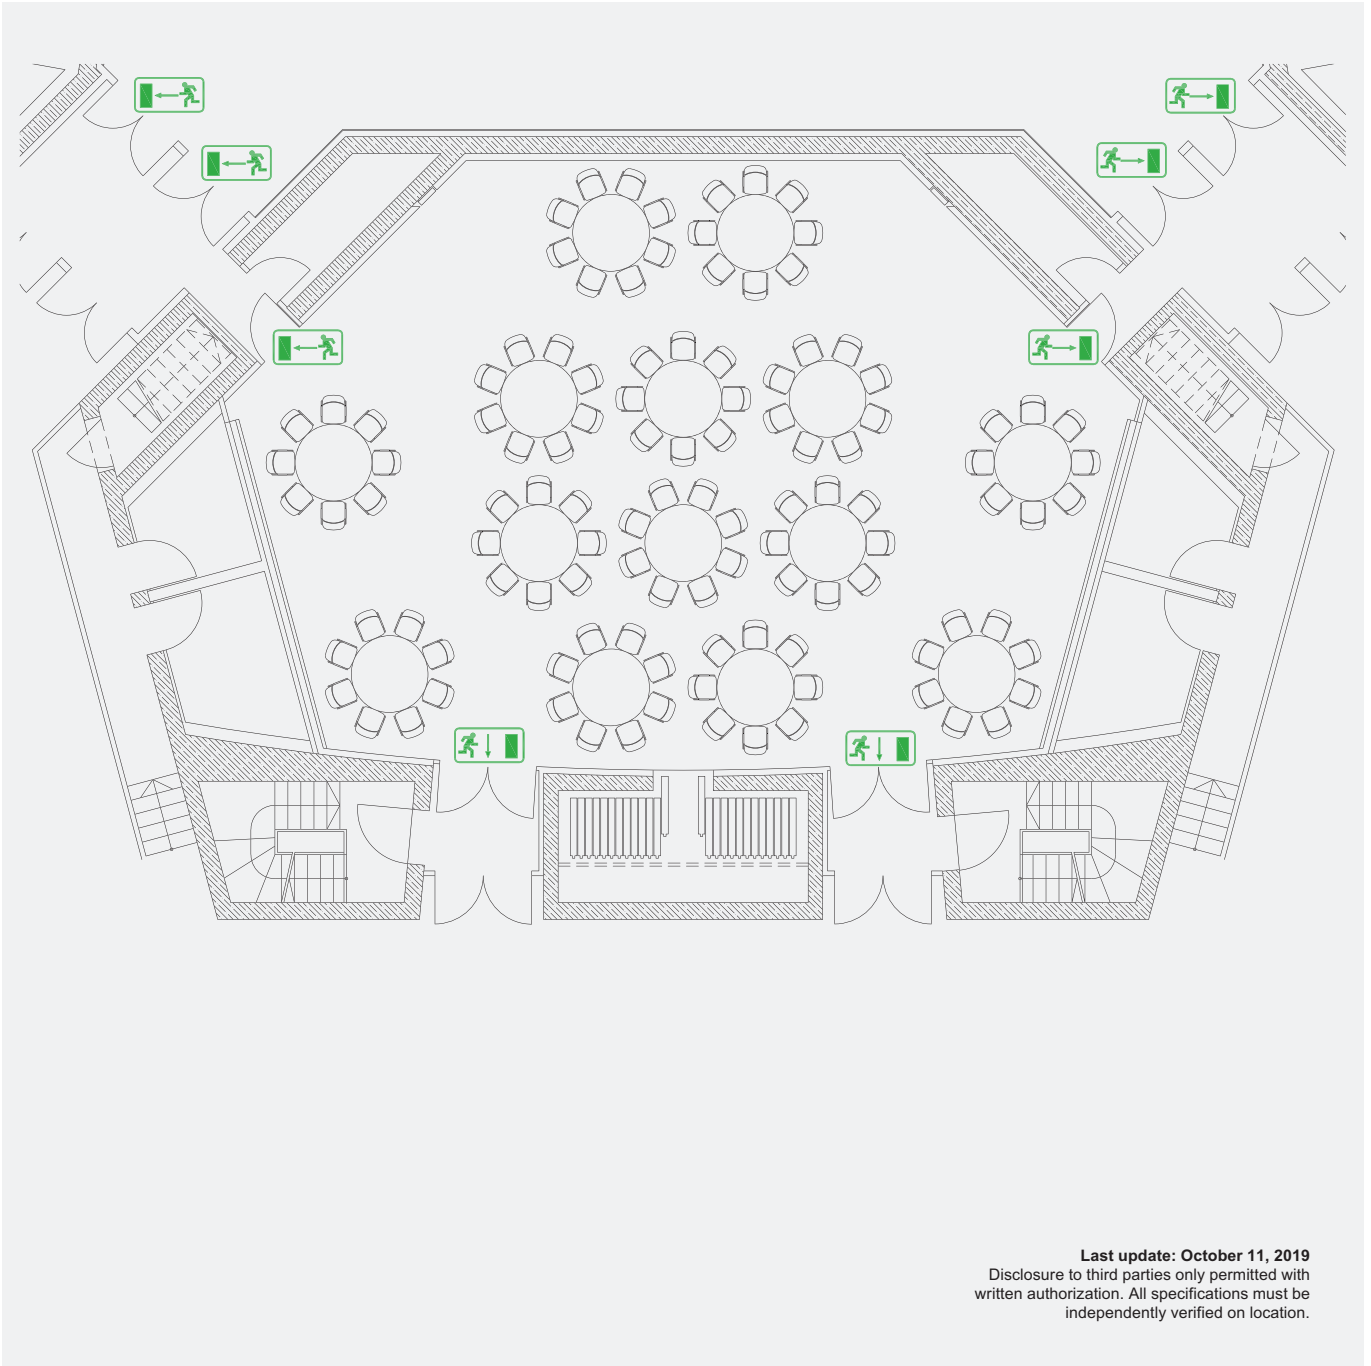 Last update: October 11, 2019
Disclosure to third parties only permitted with
written authorization. All specifications must be
independently verified on location.